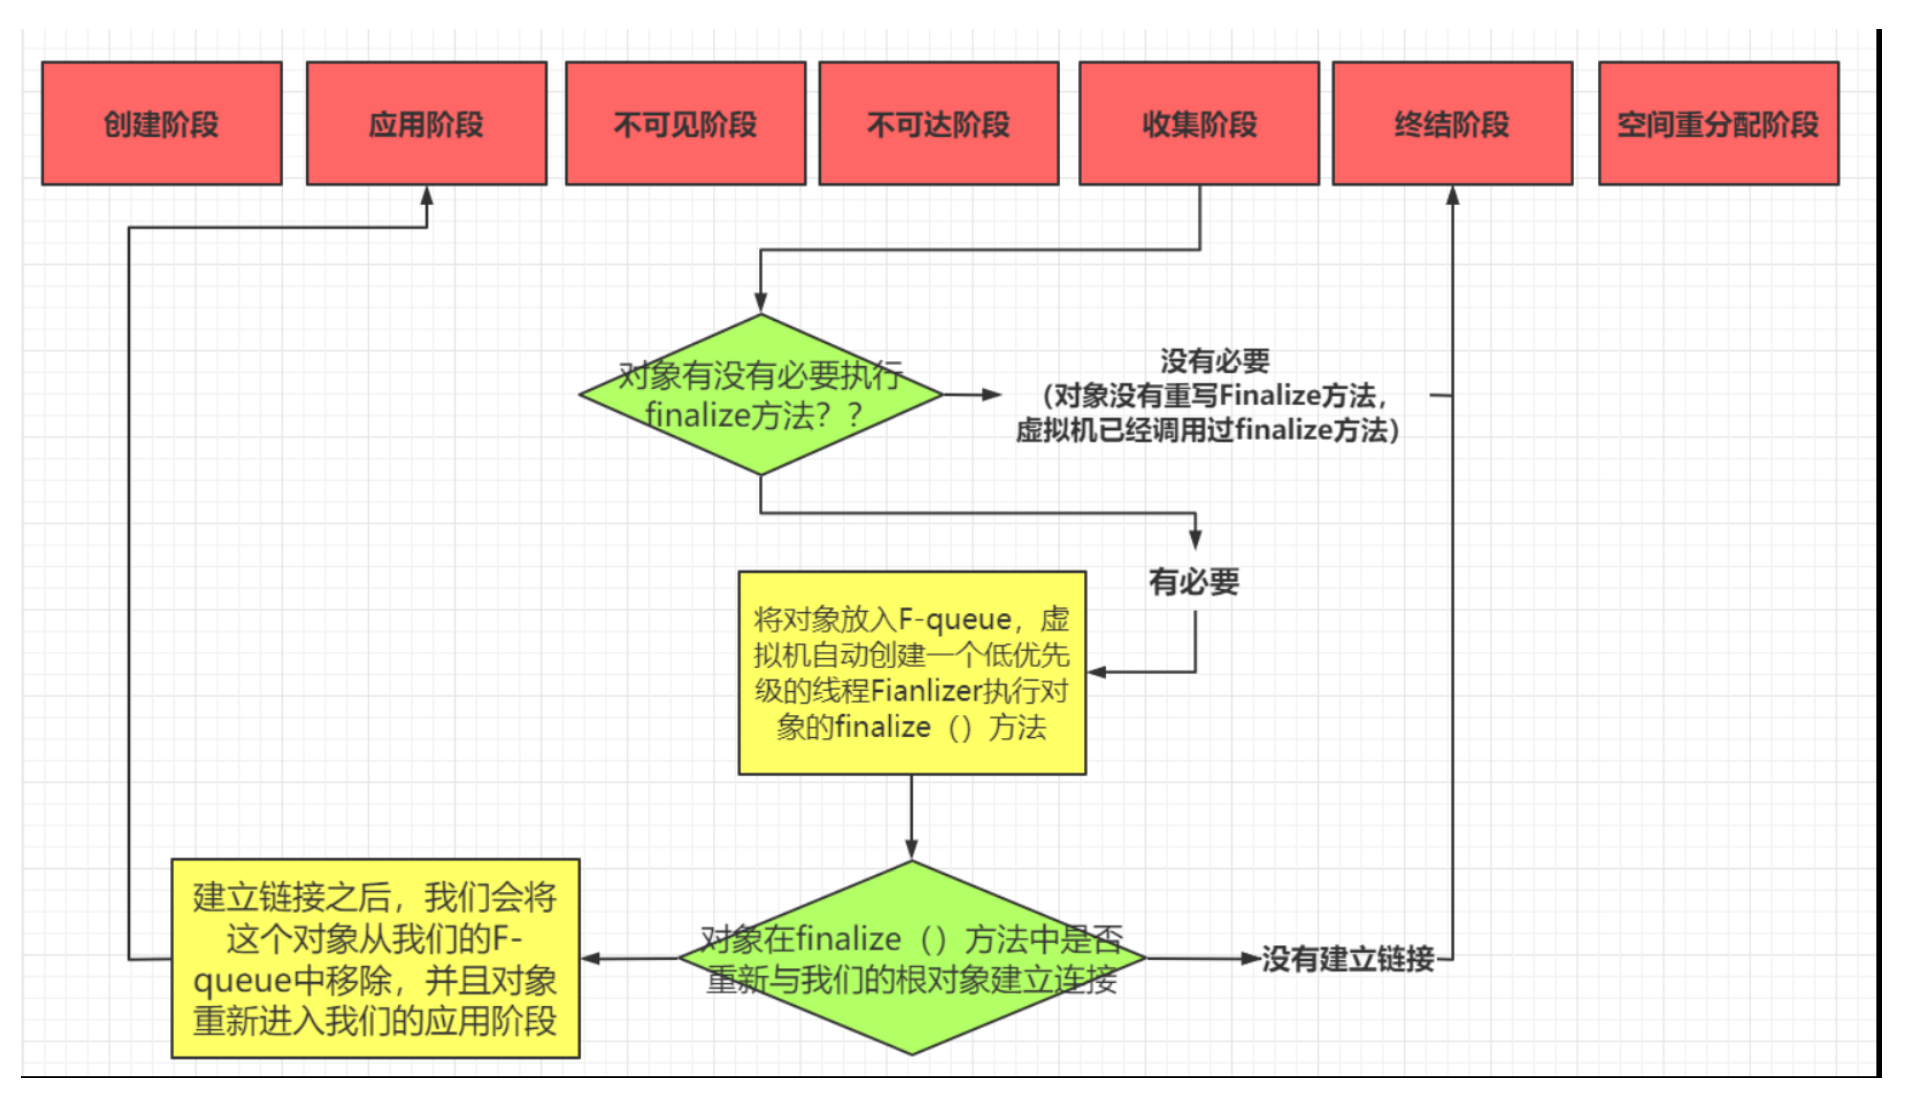 创建阶段
应用阶段
不可见阶段
不可达阶段
收集阶段
终结阶段
空间重分配阶段
对象有没有必要执行
finalize方法？？
没有必要
（对象没有重写Finalize方法，
虚拟机已经调用过finalize方法）
有必要
将对象放入F-queue，虚
拟机自动创建一个低优先
级的线程Fianlizer执行对
象的finalize（）方法
建立链接之后，我们会将
这个对象从我们的F-
queue中移除，并且对象
重新进入我们的应用阶段
对象在finalize（）方法中是否
重新与我们的根对象建立连接
没有建立链接